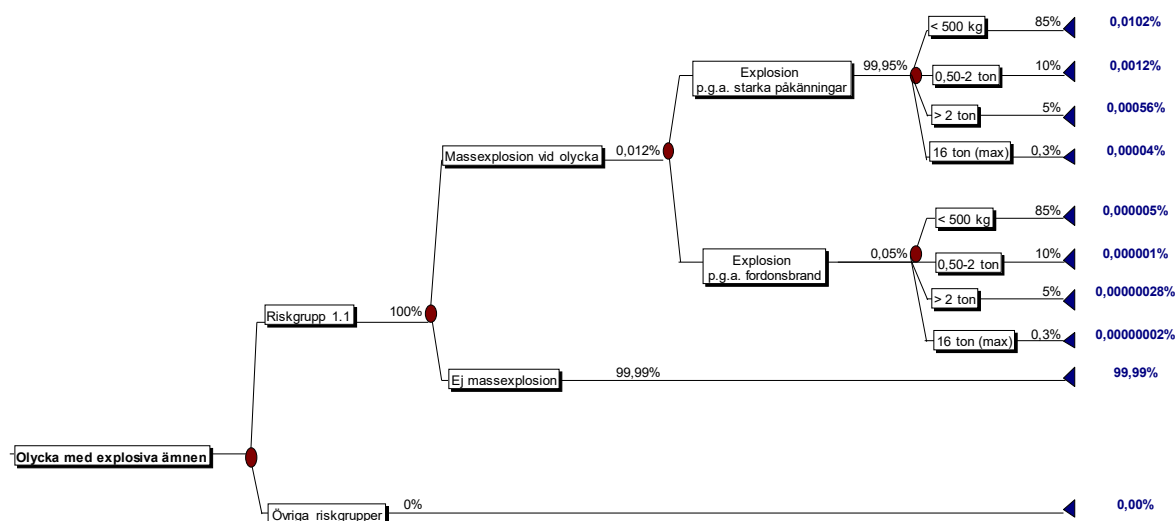 < 500 kg 85% 0,0102%
Explosion
p.g.a. starka påkänningar
99,95%
0,50-2 ton 10% 0,0012%
> 2 ton 5% 0,00056%
Massexplosion vid olycka 0,012%
16 ton (max) 0,3% 0,00004%
< 500 kg 85% 0,000005%
Explosion
p.g.a. fordonsbrand
0,05%
0,50-2 ton 10% 0,000001%
> 2 ton 5% 0,00000028%
Riskgrupp 1.1 100%
16 ton (max) 0,3% 0,00000002%
Ej massexplosion 99,99% 99,99%
Olycka med explosiva ämnen
Övriga riskgrupper 0% 0,00%